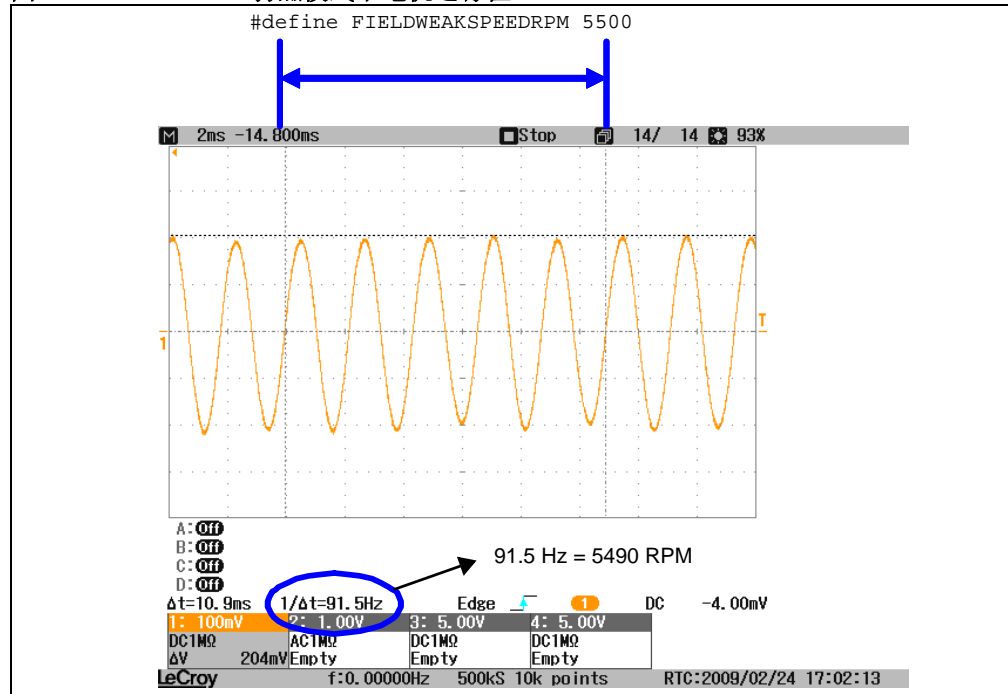 #define FIELDWEAKSPEEDRPM 5500
M 2ms -14.800ms Stop 14/ 14 93%
1
T
A:Off
B:Off
C:Off
D:Off
91.5 Hz = 5490 RPM
Δt=10.9ms 1/Δt=91.5Hz Edge 1 DC -4.00mV
1: 100mV 2: 1.00V 3: 5.00V 4: 5.00V
DC1MΩ AC1MΩ DC1MΩ DC1MΩ
ΔV 204mV Empty Empty Empty
LeCroy f:0.00000Hz 500kS 10k points RTC:2009/02/24 17:02:13